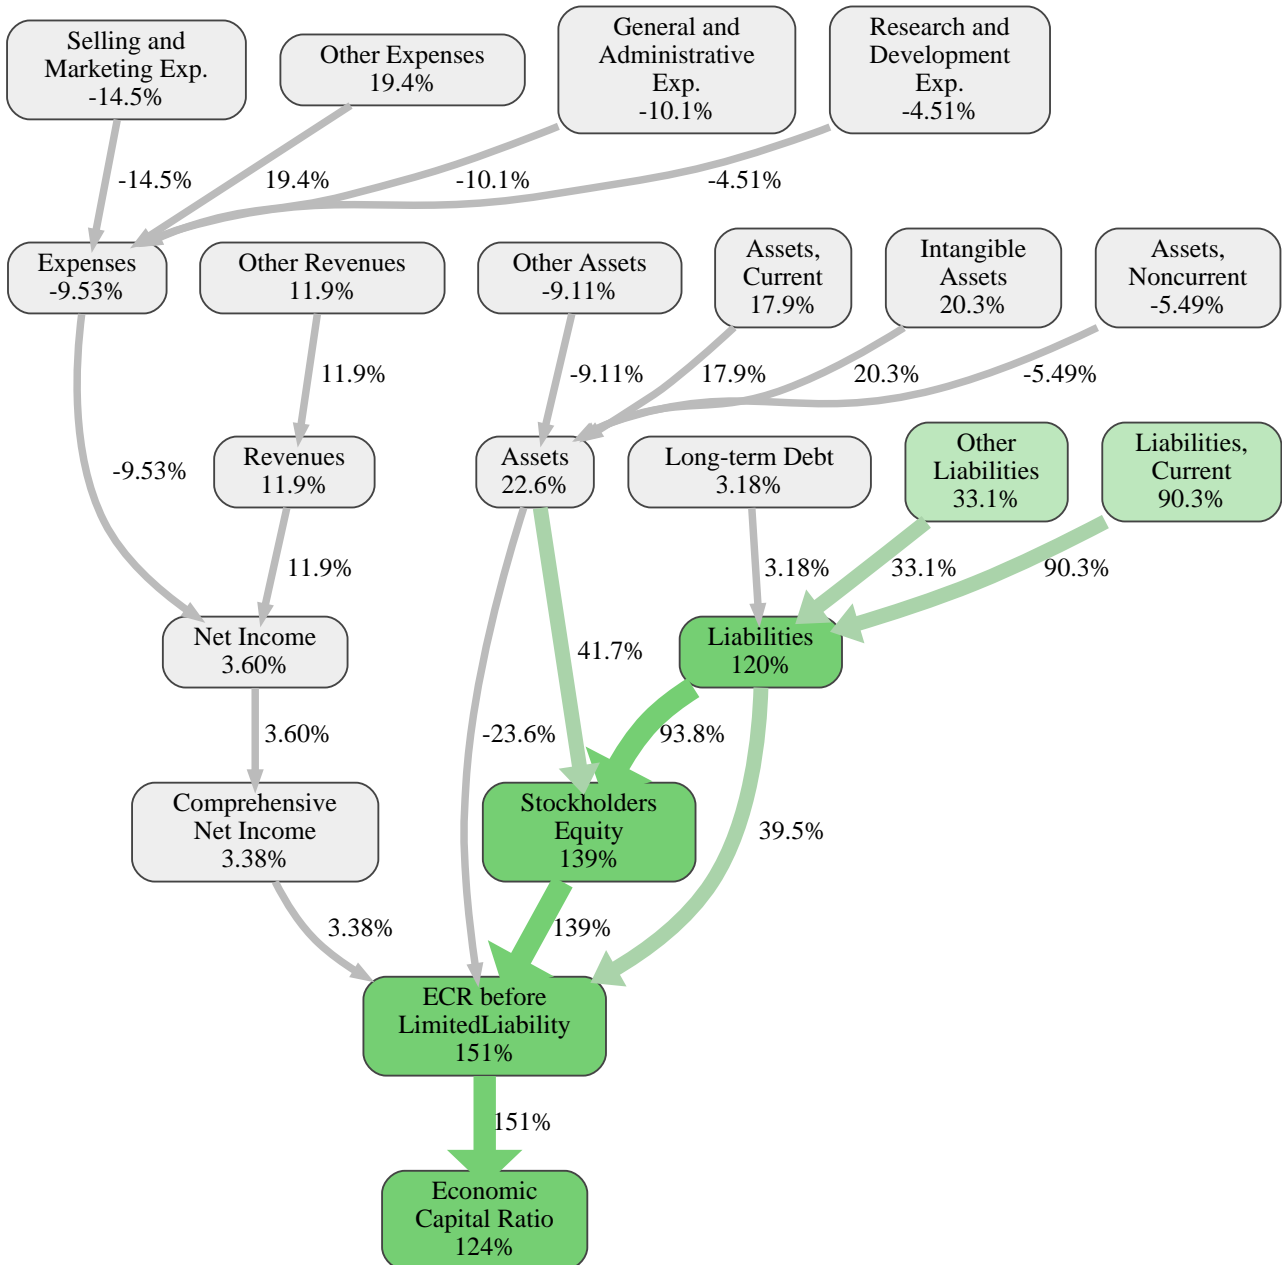 Selling and
Marketing Exp.
-14.5%
Other Expenses
19.4%
General and
Administrative
Exp.
-10.1%
Research and
Development
Exp.
-4.51%
-14.5%
19.4%
-10.1%
-4.51%
Expenses
-9.53%
Other Revenues
11.9%
Other Assets
-9.11%
Assets,
Current
17.9%
Intangible
Assets
20.3%
Assets,
Noncurrent
-5.49%
11.9%
-9.11%
17.9%
20.3%
-5.49%
-9.53%
Revenues
11.9%
Assets
22.6%
Long-term Debt
3.18%
Other
Liabilities
33.1%
Liabilities,
Current
90.3%
11.9%
3.18%
33.1%
90.3%
Net Income
3.60%
41.7%
Liabilities
120%
3.60%
-23.6%
93.8%
Comprehensive
Net Income
3.38%
Stockholders
Equity
139%
39.5%
3.38%
139%
ECR before
LimitedLiability
151%
151%
Economic
Capital Ratio
124%